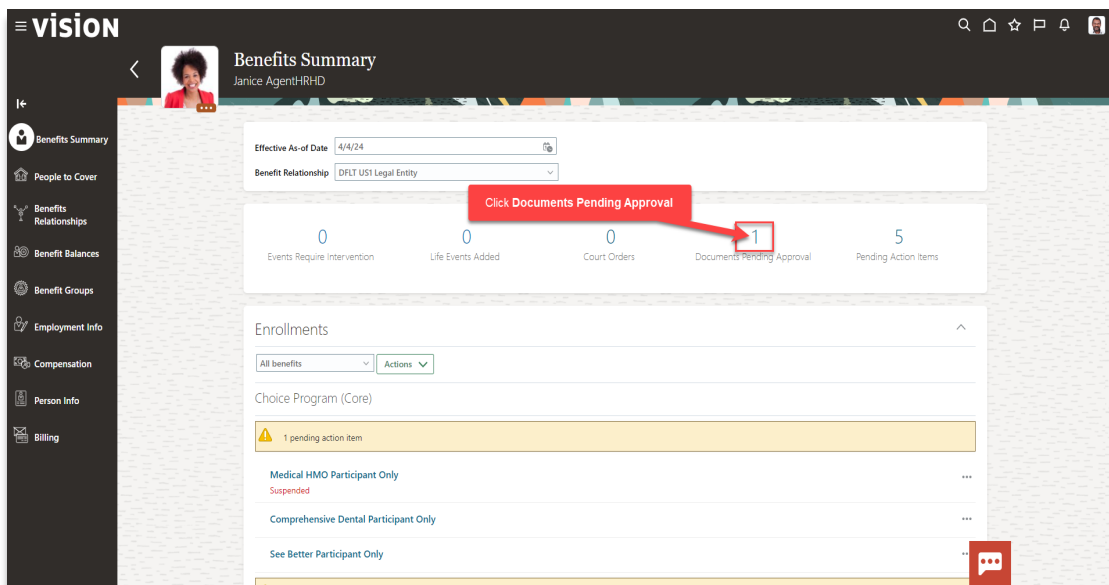 vision
Benefits Summary
Janice AgentHRHD
Benefits Summary
People to Cover
Benefits
Relationships
Benefit Balances
Benefit Groups
Employment Info
Compensation
Person Info
Billing
Effective As-of Date 4/4/24
Benefit Relationship DFLT US1 Legal Entity
Click Documents Pending Approval
0 0 0 1 5
Events Require Intervention Life Events Added Court Orders Documents Pending Approval Pending Action Items
Enrollments
All benefits Actions
Choice Program (Core)
1 pending action item
Medical HMO Participant Only
Suspended
Comprehensive Dental Participant Only
See Better Participant Only